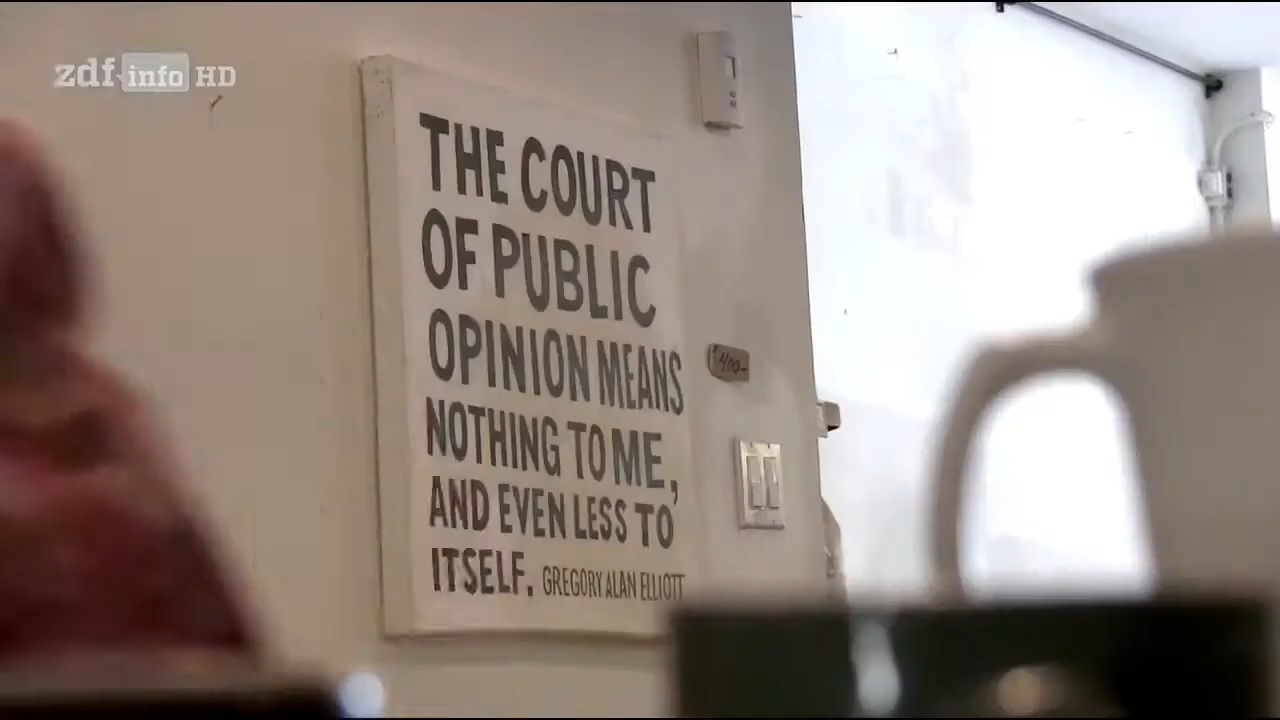 zdf info HD
THE COURT
OF PUBLIC
OPINION MEANS
NOTHING TO ME,
AND EVEN LESS TO
ITSELF. GREGORY ALAN ELLIOTT